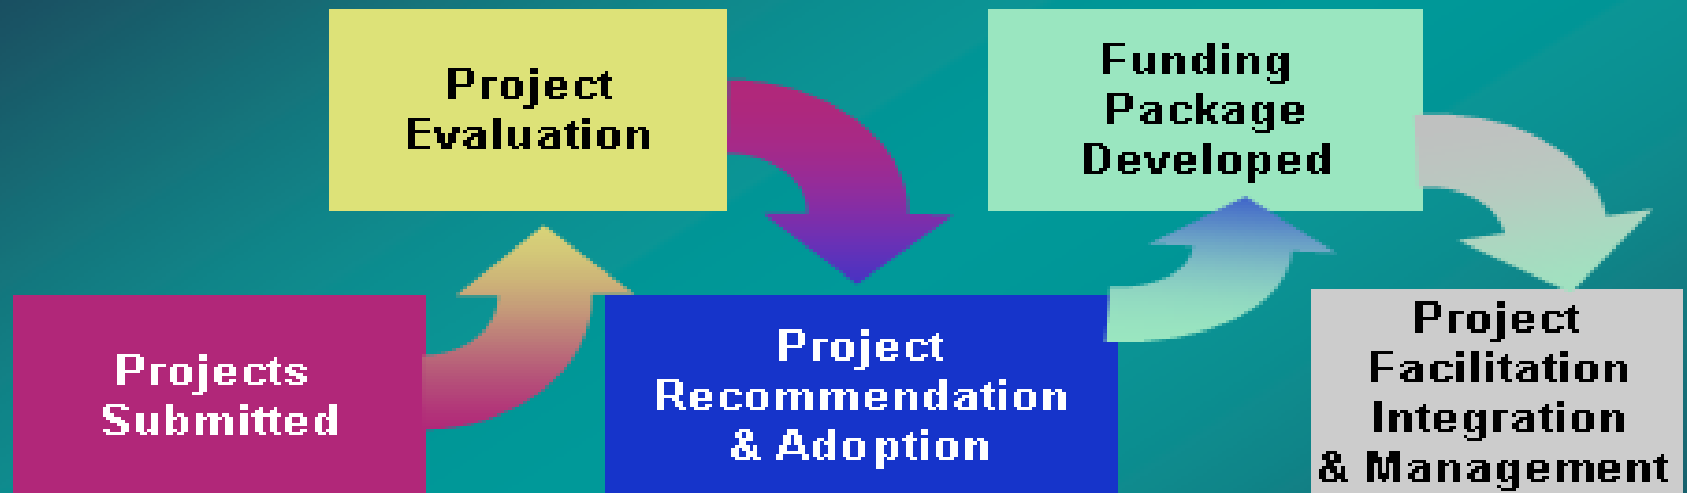 Projects
Submitted
Project
Evaluation
Project
Recommendation
& Adoption
Funding
Package
Developed
Project
Facilitation
Integration
& Management